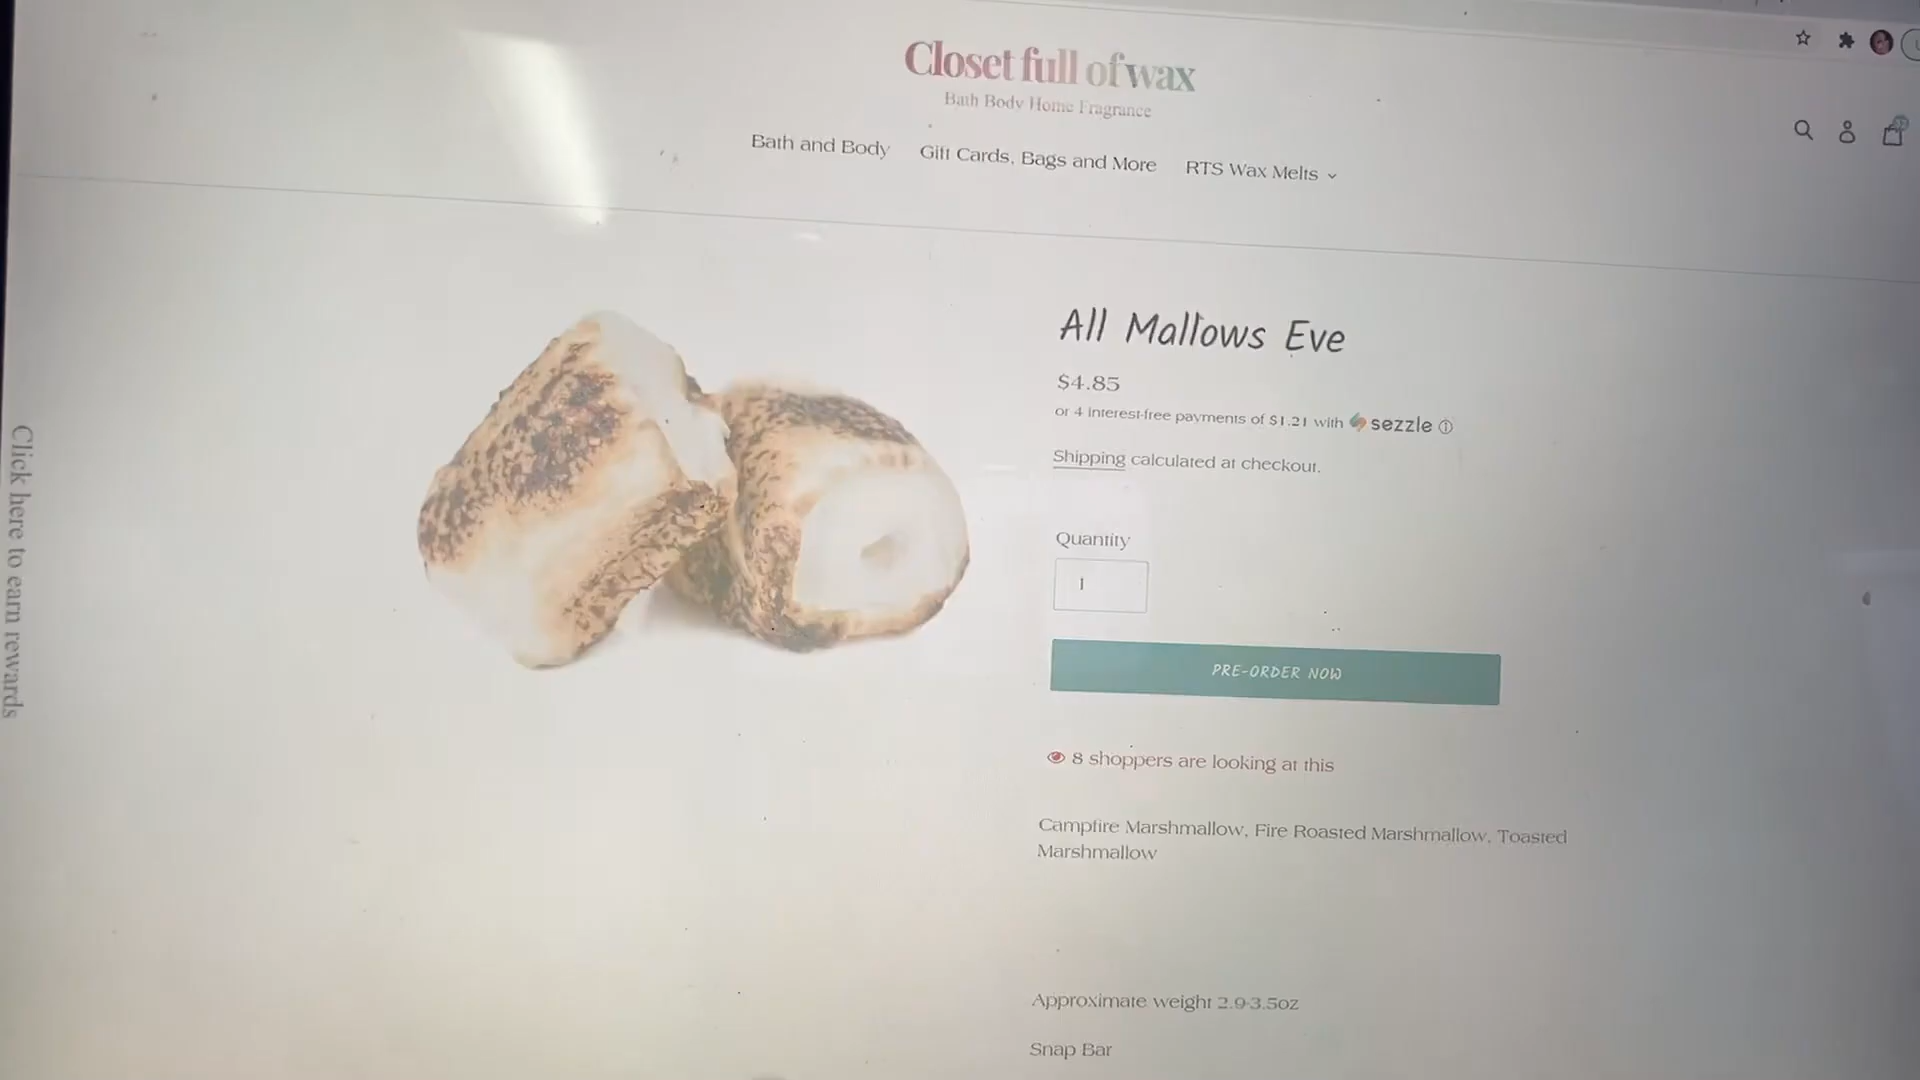 Closet full of wax
Bath Body Home Fragrance
Bath and Body
Gift Cards, Bags and More
RTS Wax Melts
All Mallows Eve
$4.85
or 4 interest-free payments of $1.21 with sezzle
Shipping calculated at checkout.
Quantity
1
PRE-ORDER NOW
8 shoppers are looking at this
Campfire Marshmallow, Fire Roasted Marshmallow, Toasted
Marshmallow
Approximate weight 2.9-3.5oz
Snap Bar
Click here to earn rewards